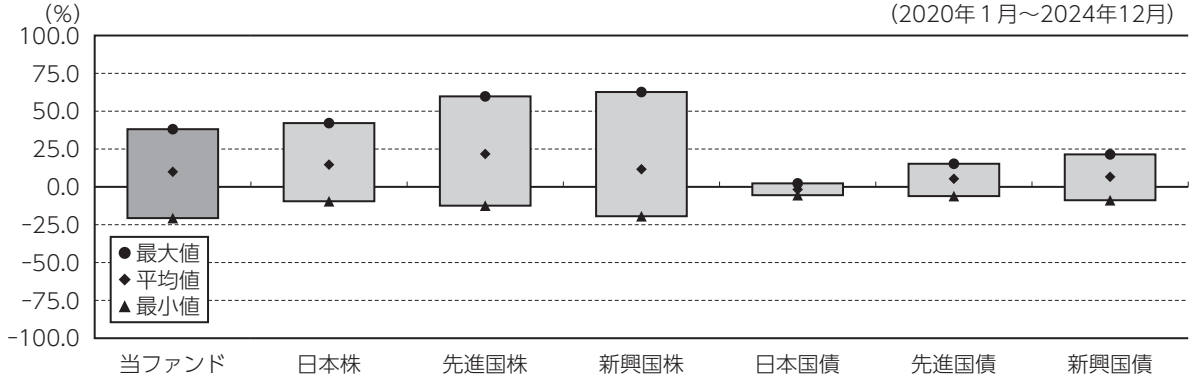 (%)
(2020年1月～2024年12月)
100.0
75.0
50.0
25.0
0.0
-25.0
-50.0
-75.0
-100.0
●最大値
◆平均値
▲最小値
当ファンド 日本株 先進国株 新興国株 日本国債 先進国債 新興国債